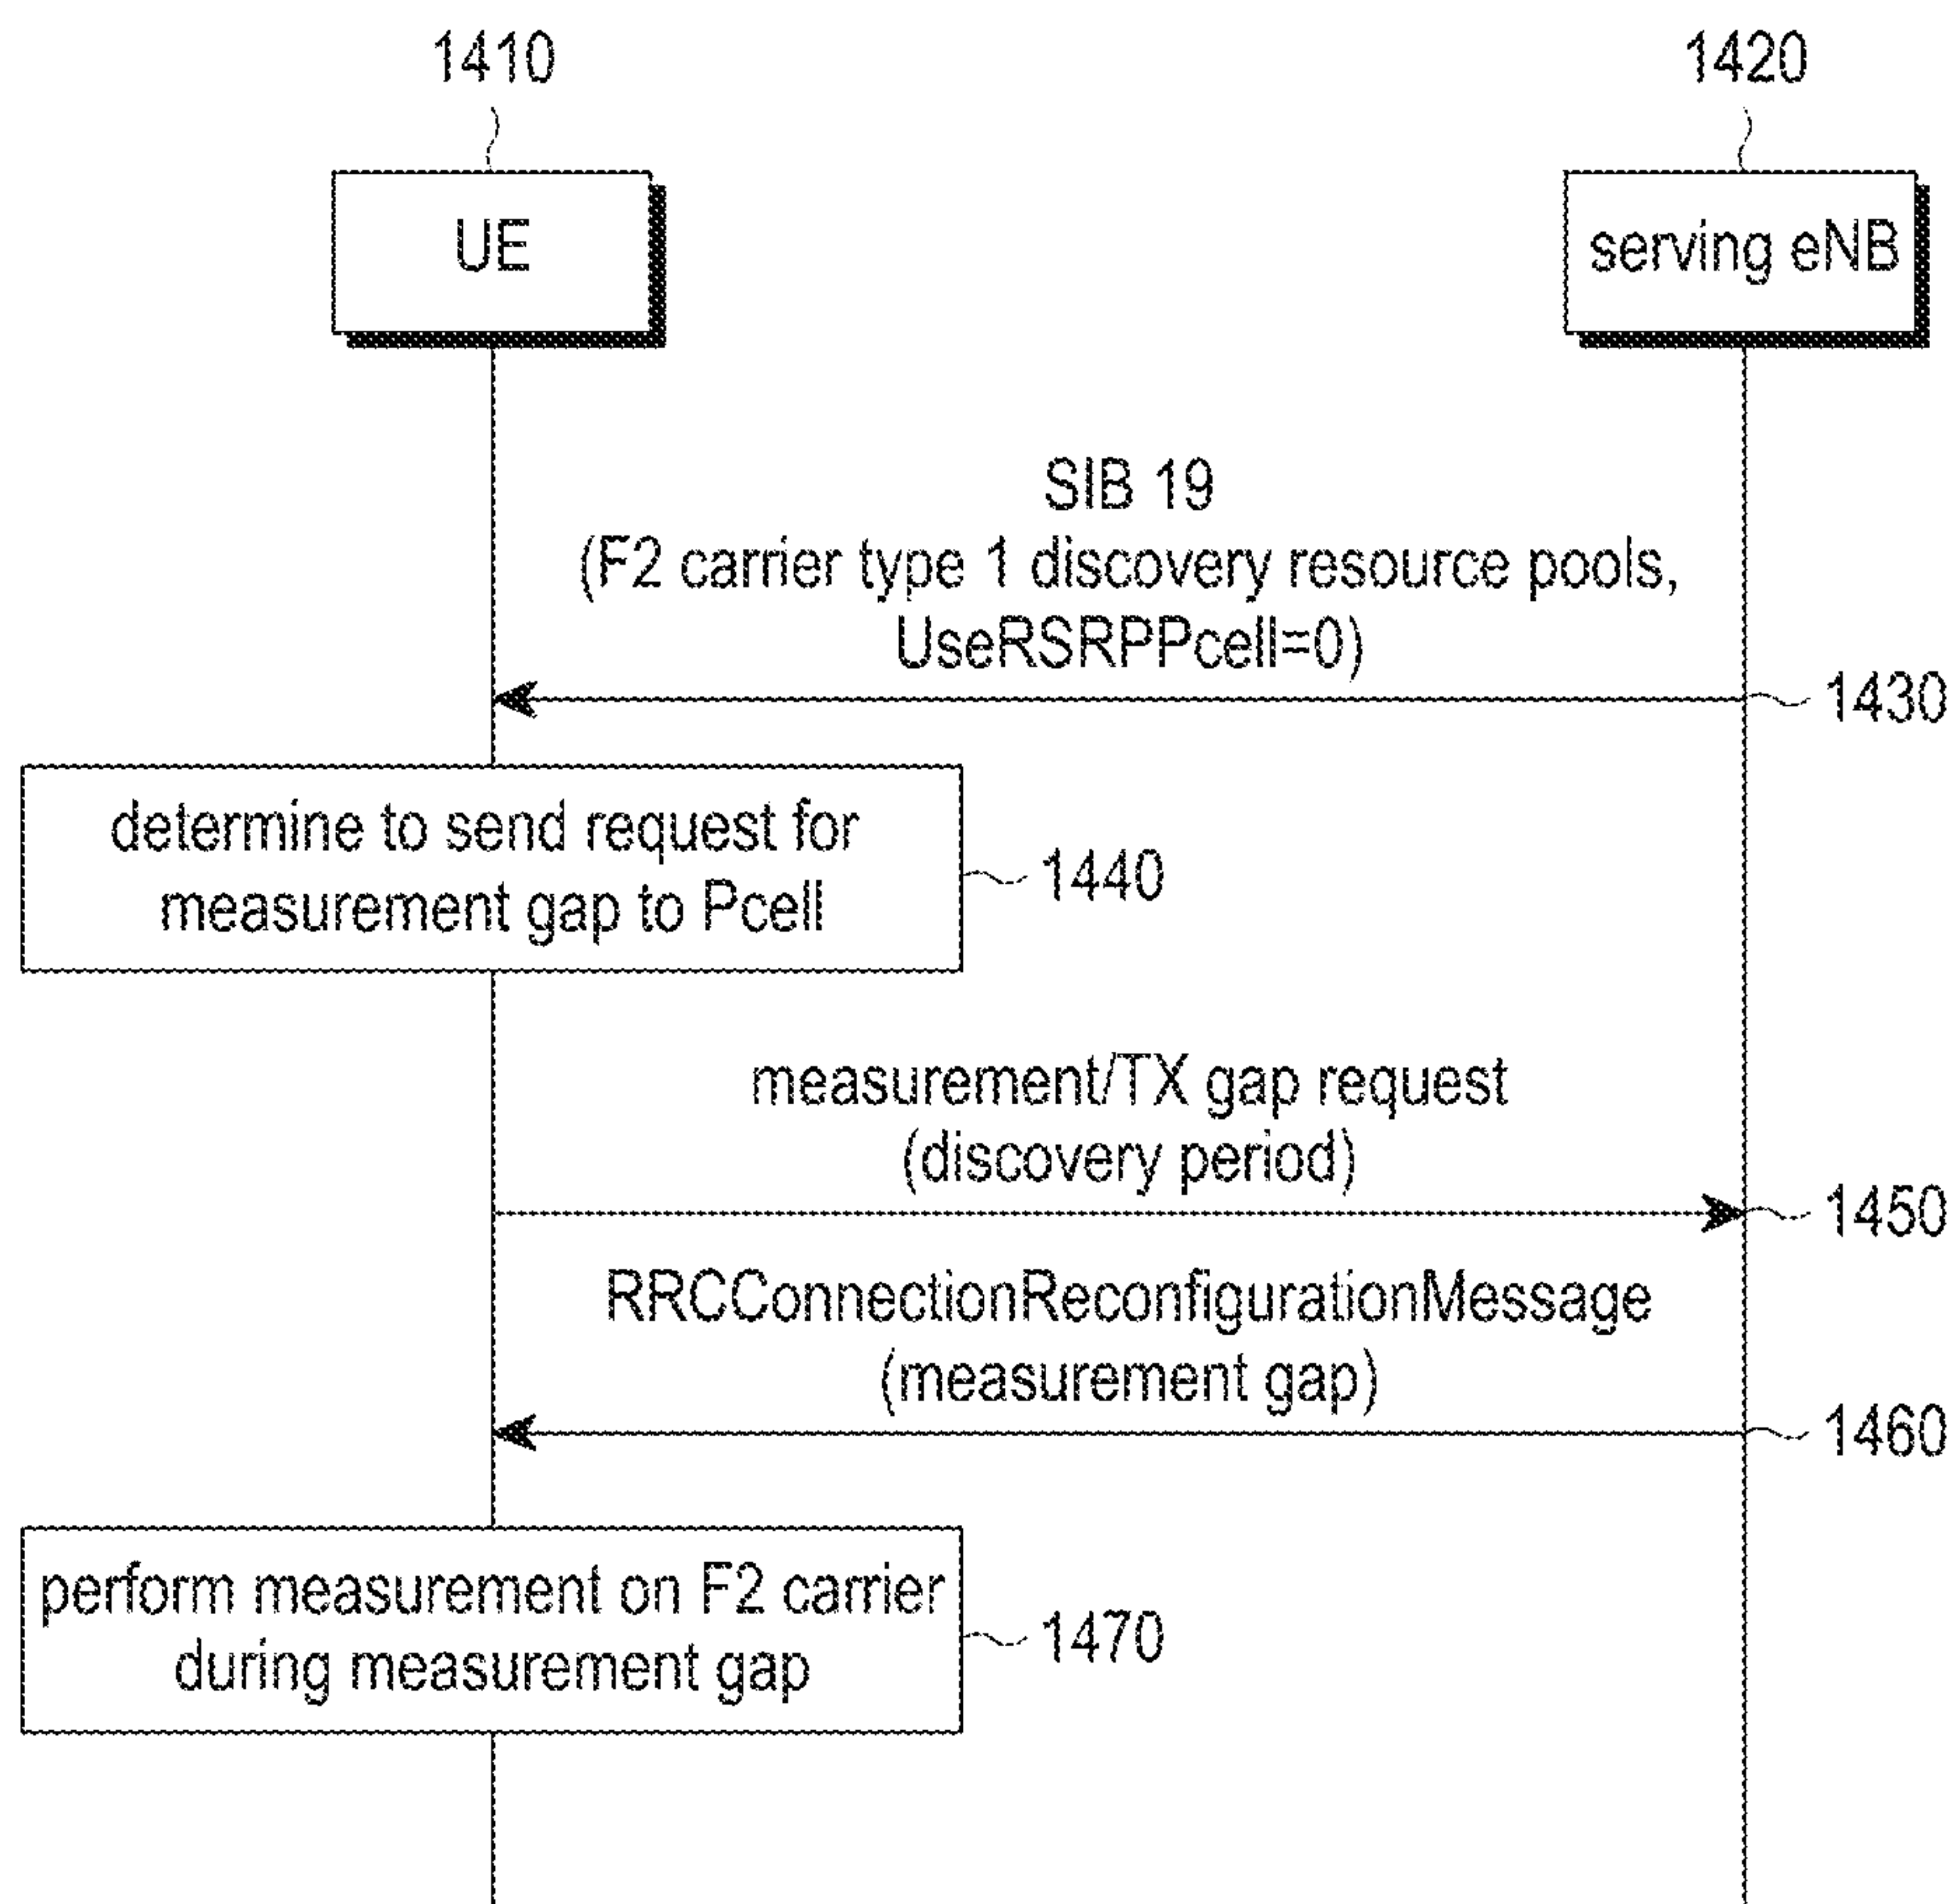 1410
1420
UE
serving eNB
SIB 19
(F2 carrier type 1 discovery resource pools,
UseRSRPPcell=0)
1430
determine to send request for
measurement gap to Pcell
1440
measurement/TX gap request
(discovery period)
1450
RRCConnectionReconfigurationMessage
(measurement gap)
1460
perform measurement on F2 carrier
during measurement gap
1470